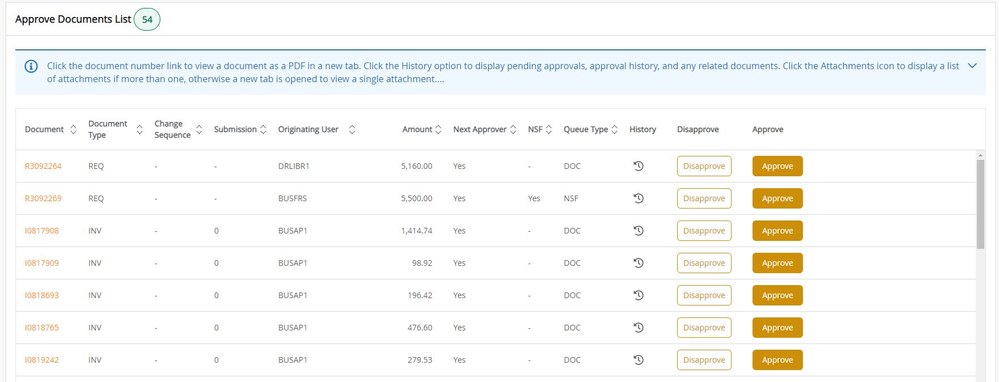 Approve Documents List 54
Click the document number link to view a document as a PDF in a new tab. Click the History option to display pending approvals, approval history, and any related documents. Click the Attachments icon to display a list
of attachments if more than one, otherwise a new tab is opened to view a single attachment....
Document Document Type Change Sequence Submission Originating User Amount Next Approver NSF Queue Type History Disapprove Approve
R3092264 REQ - - DRLIBR1 5,160.00 Yes - DOC Disapprove Approve
R3092269 REQ - - BUSFRS 5,500.00 Yes Yes NSF Disapprove Approve
I0817908 INV - 0 BUSAP1 1,414.74 Yes - DOC Disapprove Approve
I0817909 INV - 0 BUSAP1 98.92 Yes - DOC Disapprove Approve
I0818693 INV - 0 BUSAP1 196.42 Yes - DOC Disapprove Approve
I0818765 INV - 0 BUSAP1 476.60 Yes - DOC Disapprove Approve
I0819242 INV - 0 BUSAP1 279.53 Yes - DOC Disapprove Approve